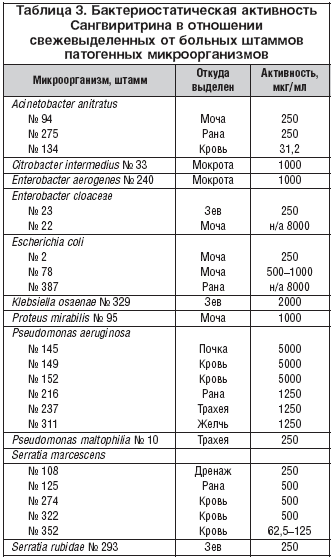 Таблица 3. Бактериостатическая активность
Сангвиритрина в отношении
свежевыделенных от больных штаммов
патогенных микроорганизмов
Микроорганизм, штамм Откуда выделен Активность, мкг/мл
Acinetobacter anitratus
№ 94 Моча 250
№ 275 Рана 250
№ 134 Кровь 31,2
Citrobacter intermedius № 33 Мокрота 1000
Enterobacter aerogenes № 240 Мокрота 1000
Enterobacter cloaceae
№ 23 Зев 250
№ 22 Моча н/а 8000
Escherichia coli
№ 2 Моча 250
№ 78 Моча 500–1000
№ 387 Рана н/а 8000
Klebsiella osaenae № 329 Зев 2000
Proteus mirabilis № 95 Моча 1000
Pseudomonas aeruginosa
№ 145 Почка 5000
№ 149 Кровь 5000
№ 152 Кровь 5000
№ 216 Рана 1250
№ 237 Трахея 1250
№ 311 Желчь 1250
Pseudomonas maltophilia № 10 Трахея 250
Serratia marcescens
№ 108 Дренаж 250
№ 125 Рана 500
№ 274 Кровь 500
№ 322 Кровь 500
№ 352 Кровь 62,5–125
Serratia rubidae № 293 Зев 250